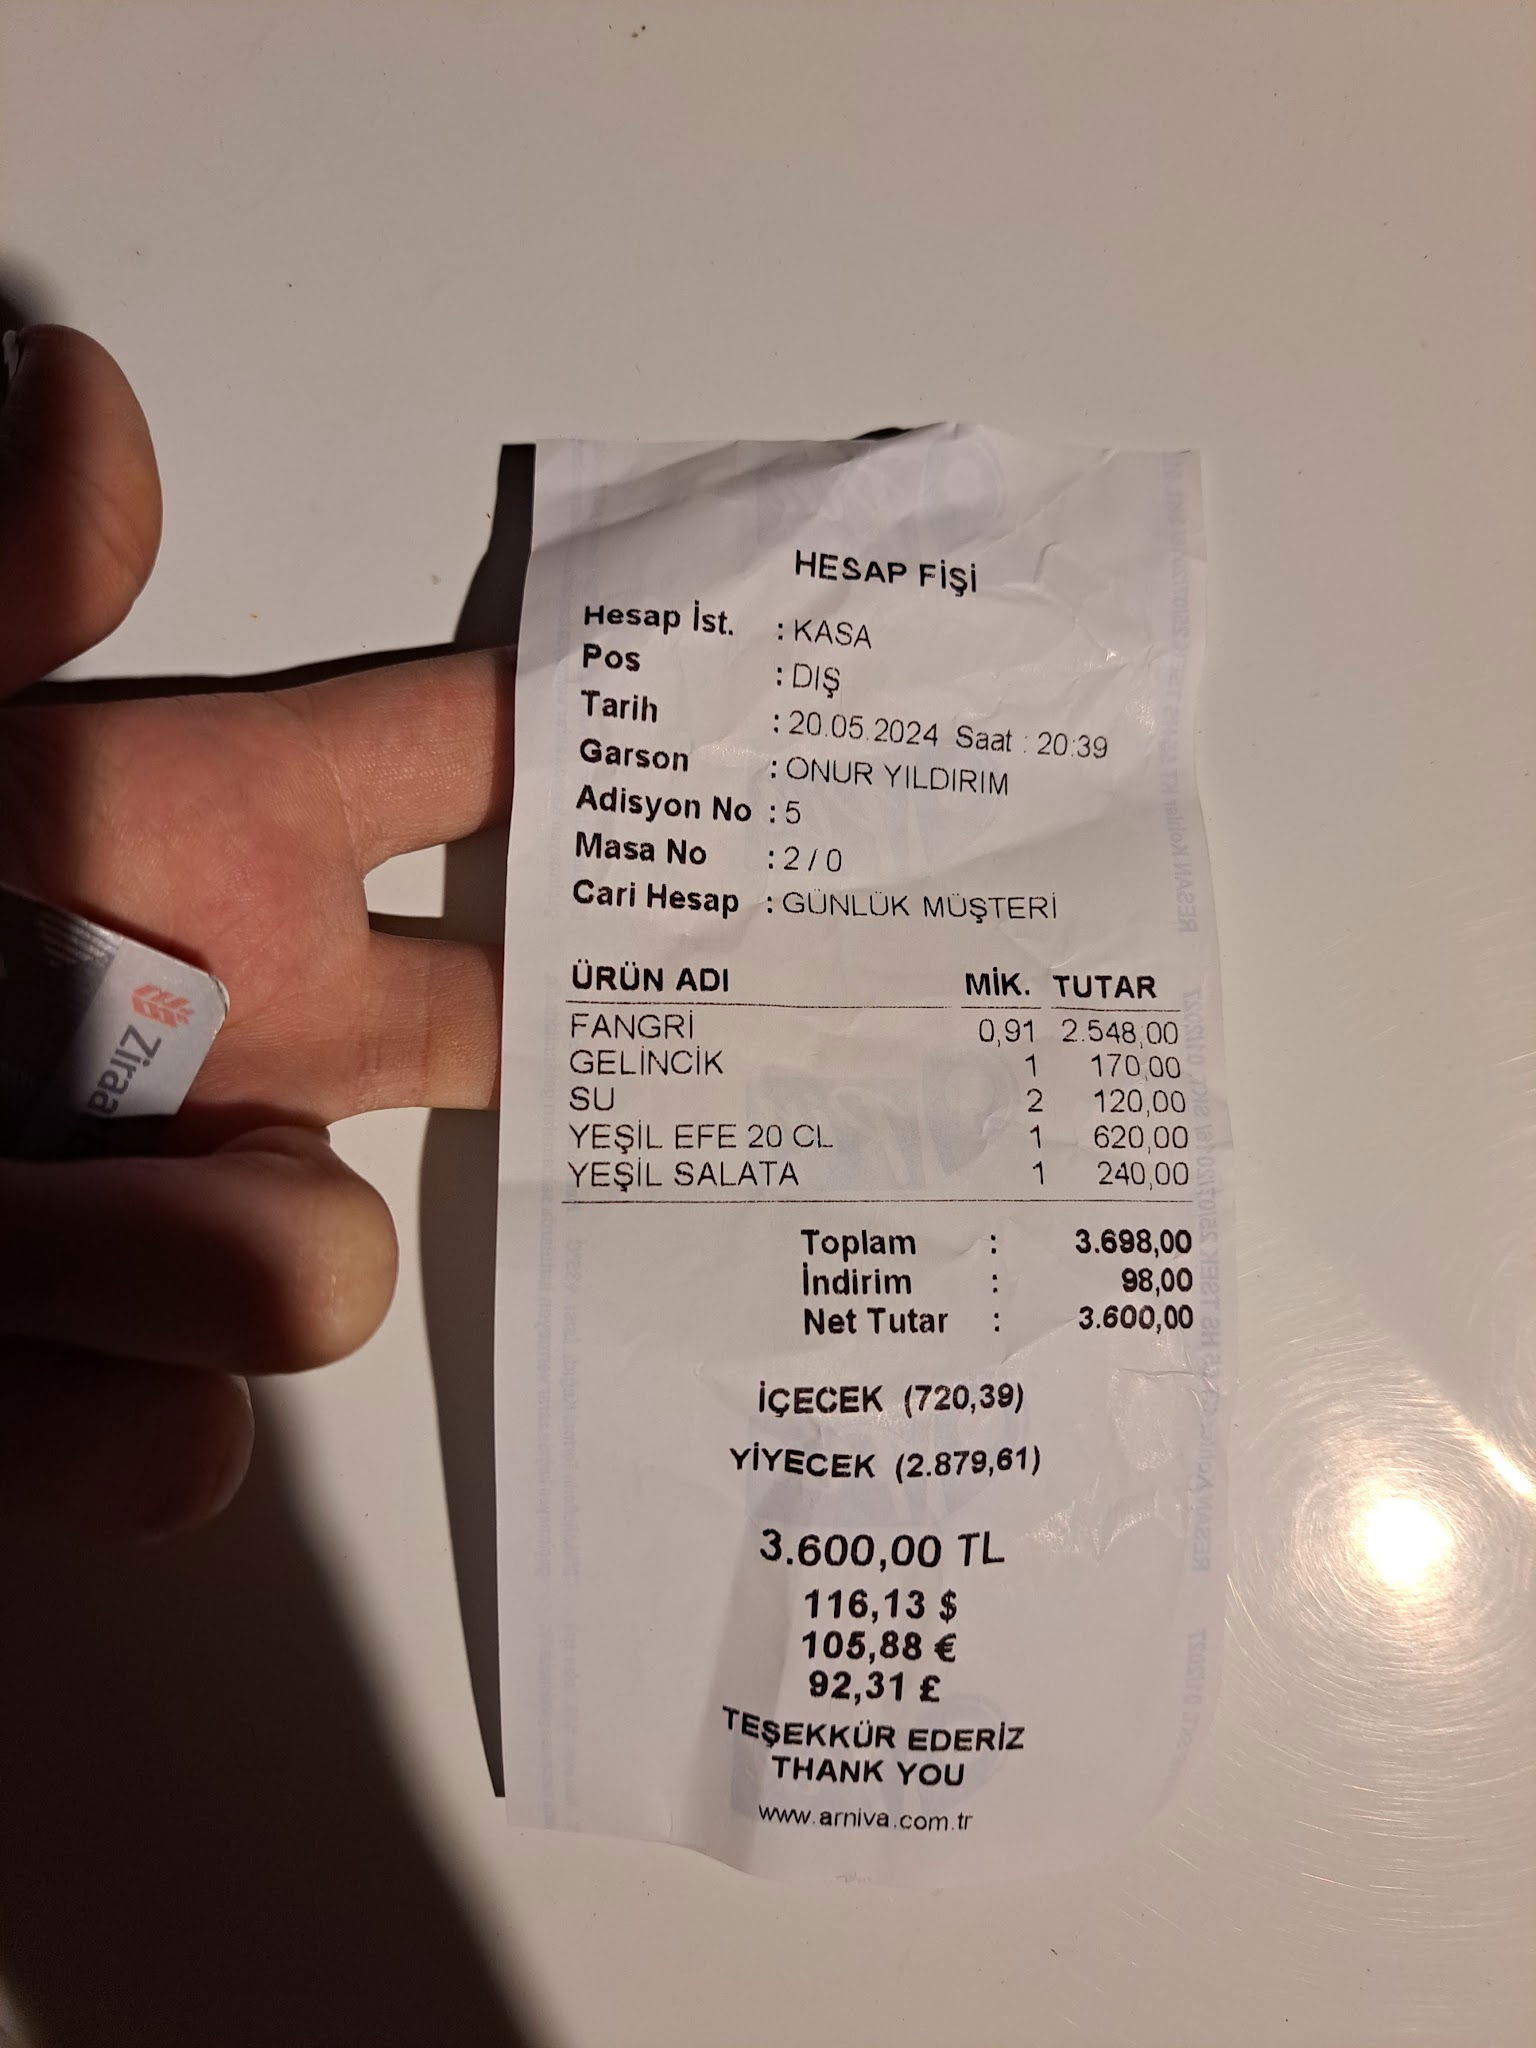 HESAP FİŞİ
Hesap İst. : KASA
Pos : DIŞ
Tarih : 20.05.2024 Saat : 20:39
Garson : ONUR YILDIRIM
Adisyon No : 5
Masa No : 2 / 0
Cari Hesap : GÜNLÜK MÜŞTERİ
ÜRÜN ADI MİK. TUTAR
FANGRİ 0,91 2.548,00
GELİNCİK 1 170,00
SU 2 120,00
YEŞİL EFE 20 CL 1 620,00
YEŞİL SALATA 1 240,00
Toplam : 3.698,00
İndirim : 98,00
Net Tutar : 3.600,00
İÇECEK (720,39)
YİYECEK (2.879,61)
3.600,00 TL
116,13 $
105,88 €
92,31 £
TEŞEKKÜR EDERİZ
THANK YOU
www.arniva.com.tr
Ziraa